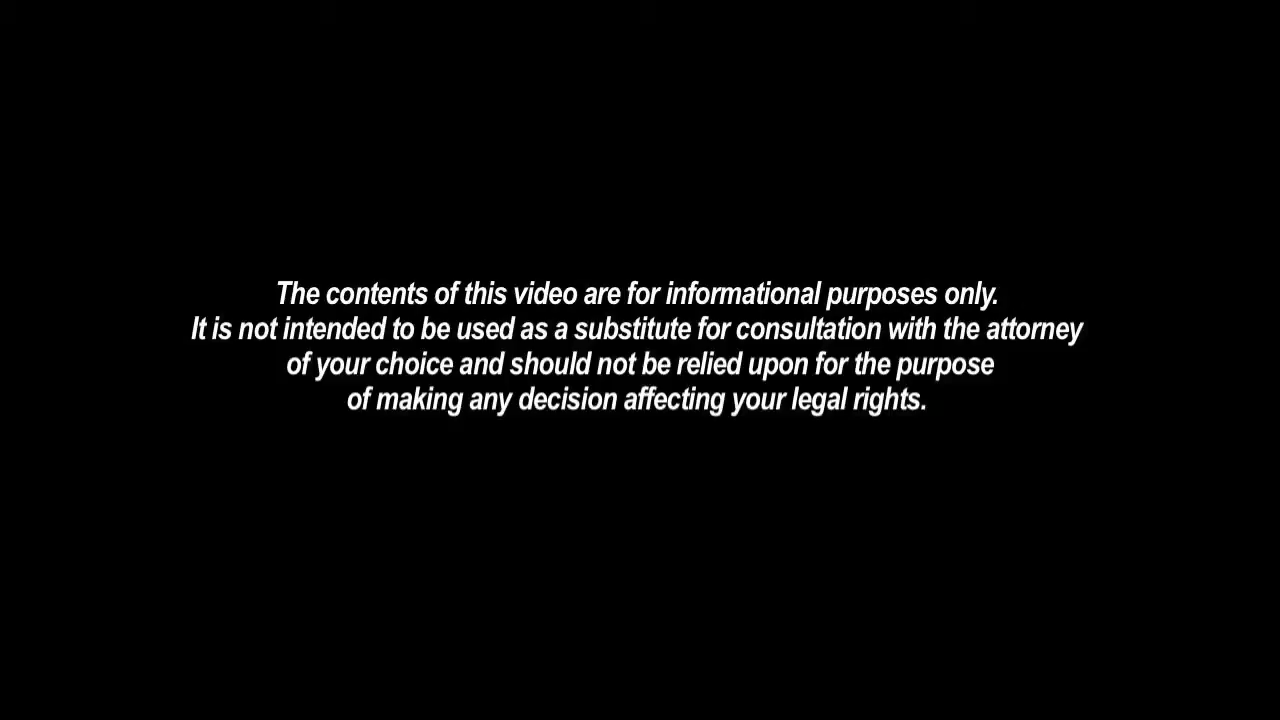 The contents of this video are for informational purposes only.
It is not intended to be used as a substitute for consultation with the attorney
of your choice and should not be relied upon for the purpose
of making any decision affecting your legal rights.